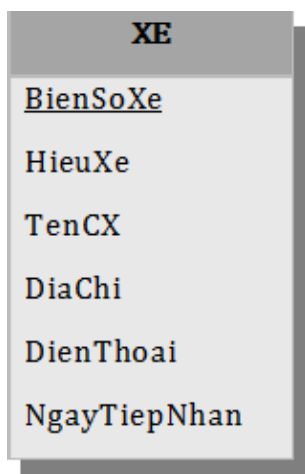 XE
BienSoXe
HieuXe
TenCX
DiaChi
DienThoai
NgayTiepNhan